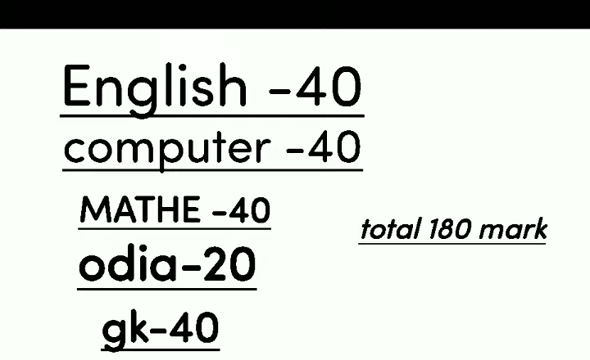 English -40
computer -40
MATHE -40
total 180 mark
odia-20
gk-40